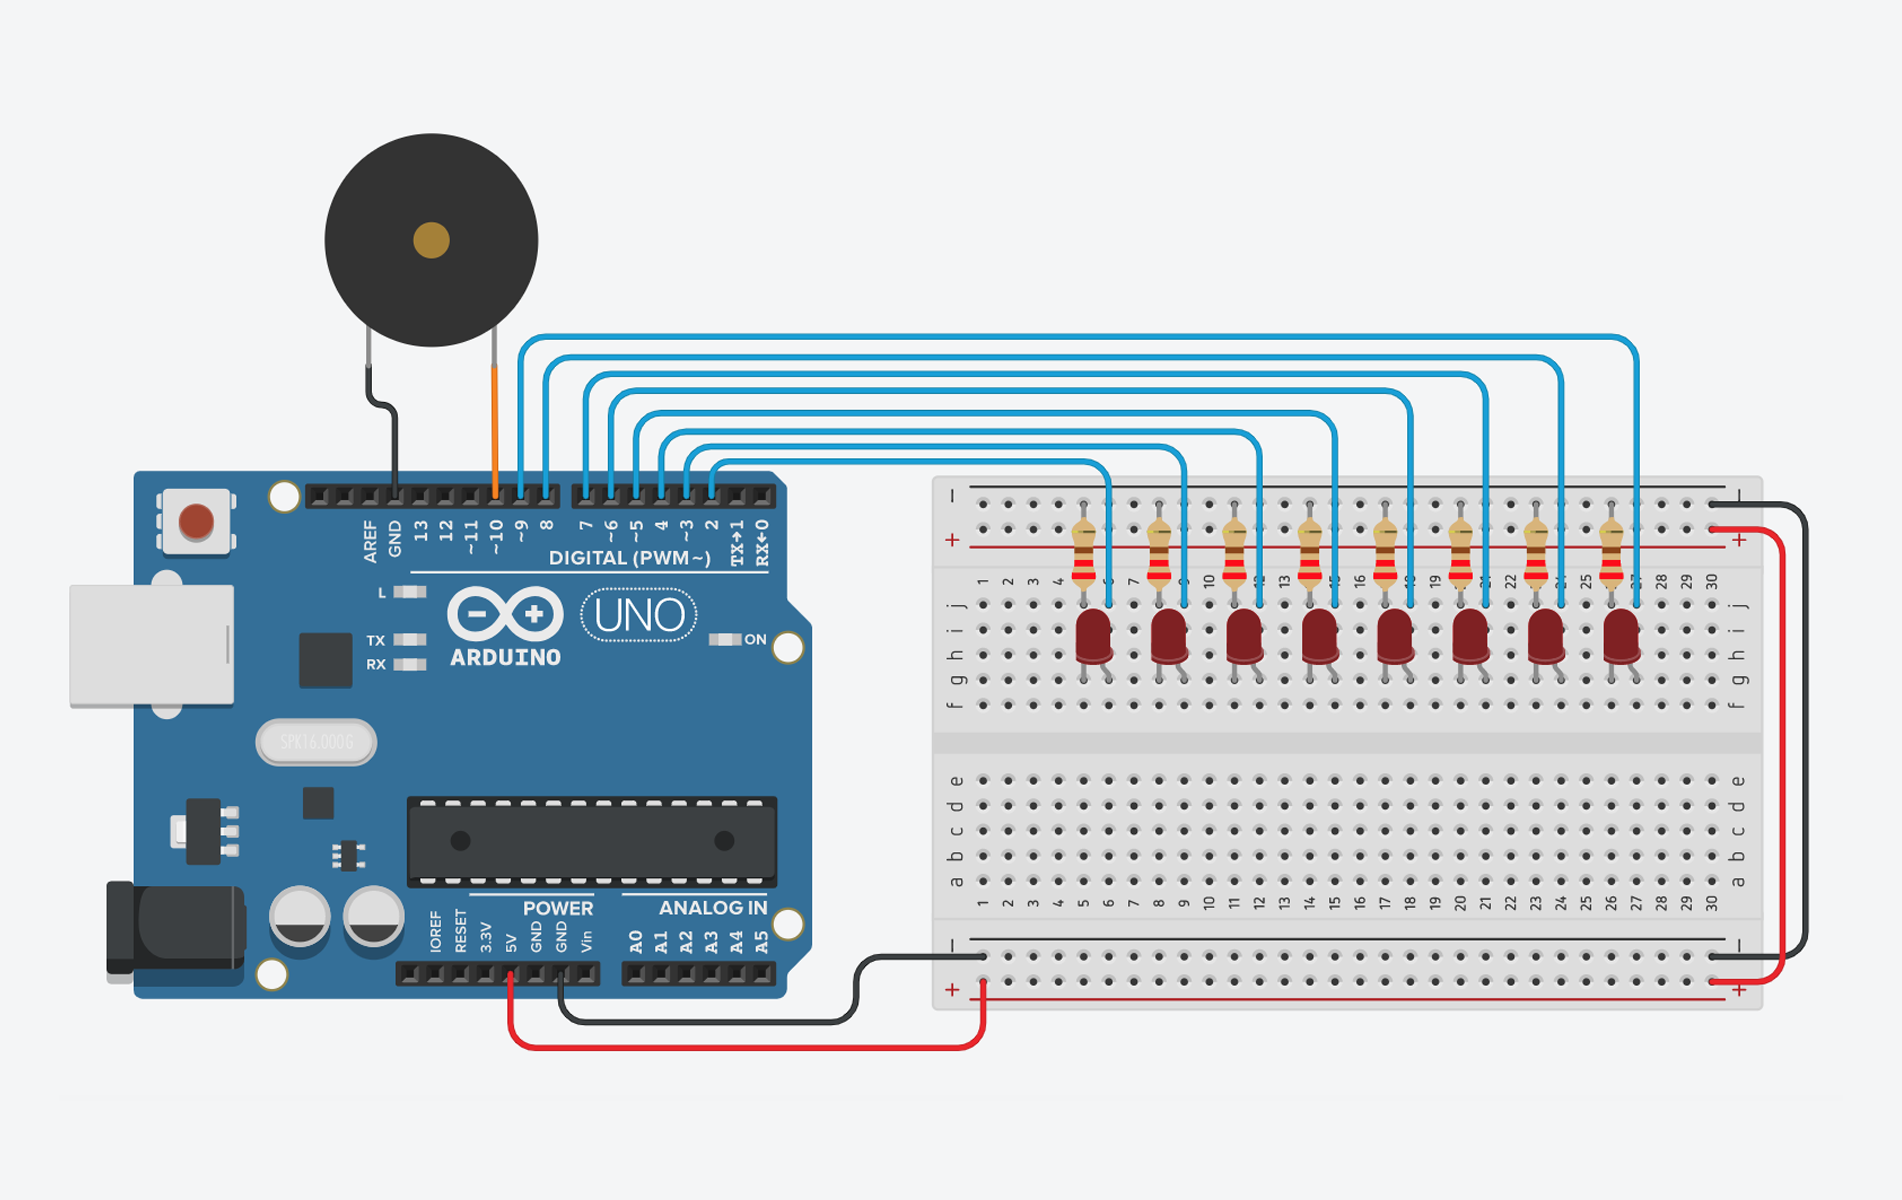 AREF
GND
13
12
~11
~10
~9
8
7
~6
~5
4
~3
2
TX→1
RX←0
DIGITAL (PWM~)
L
TX
RX
UNO
ARDUINO
ON
SPK16.000G
POWER
ANALOG IN
IOREF
RESET
3.3V
5V
GND
GND
Vin
A0
A1
A2
A3
A4
A5
- -
+ +
1 2 3 4 5 6 7 8 9 10 11 12 13 14 15 16 17 18 19 20 21 22 23 24 25 26 27 28 29 30
j j
i i
h h
g g
f f
e e
d d
c c
b b
a a
1 2 3 4 5 6 7 8 9 10 11 12 13 14 15 16 17 18 19 20 21 22 23 24 25 26 27 28 29 30
- -
+ +